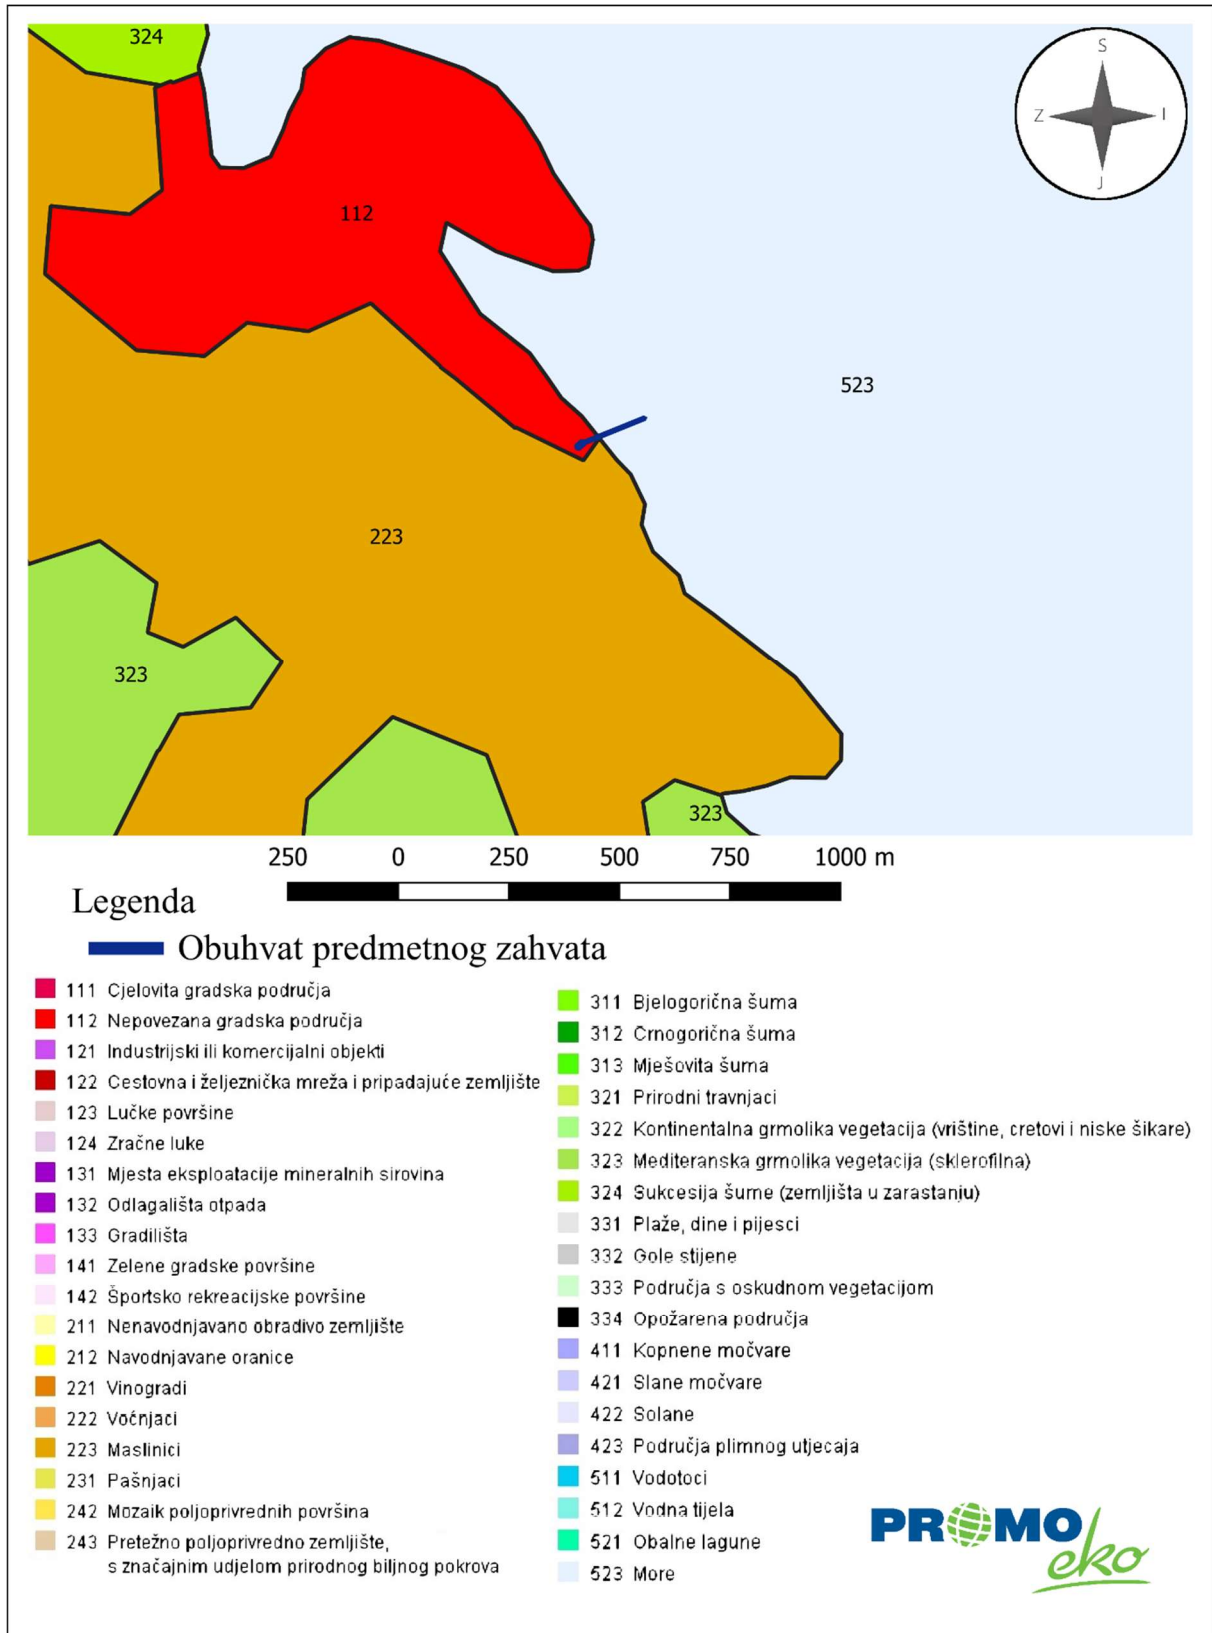 324
S
Z
I
J
112
523
223
323
323
250 0 250 500 750 1000 m
Legenda
Obuhvat predmetnog zahvata
111 Cjelovita gradska područja
112 Nepovezana gradska područja
121 Industrijski ili komercijalni objekti
122 Cestovna i željeznička mreža i pripadajuće zemljište
123 Lučke površine
124 Zračne luke
131 Mjesta eksploatacije mineralnih sirovina
132 Odlagališta otpada
133 Gradilišta
141 Zelene gradske površine
142 Športsko rekreacijske površine
211 Nenavodnjavano obradivo zemljište
212 Navodnjavane oranice
221 Vinogradi
222 Voćnjaci
223 Maslinici
231 Pašnjaci
242 Mozaik poljoprivrednih površina
243 Pretežno poljoprivredno zemljište,
s značajnim udjelom prirodnog biljnog pokrova
311 Bjelogorična šuma
312 Crnogorična šuma
313 Mješovita šuma
321 Prirodni travnjaci
322 Kontinentalna grmolika vegetacija (vrištine, cretovi i niske šikare)
323 Mediteranska grmolika vegetacija (sklerofilna)
324 Sukcesija šume (zemljišta u zarastanju)
331 Plaže, dine i pijesci
332 Gole stijene
333 Područja s oskudnom vegetacijom
334 Opožarena područja
411 Kopnene močvare
421 Slane močvare
422 Solane
423 Područja plimnog utjecaja
511 Vodotoci
512 Vodna tijela
521 Obalne lagune
523 More
PROMO
eko